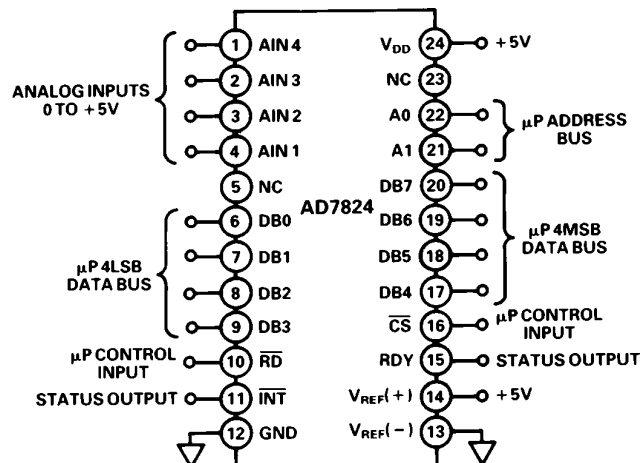 1 AIN 4
2 AIN 3
3 AIN 2
4 AIN 1
ANALOG INPUTS
0 TO +5V
5 NC
6 DB0
7 DB1
8 DB2
9 DB3
µP 4LSB
DATA BUS
µP CONTROL
INPUT
10 R̅D̅
STATUS OUTPUT
11 I̅N̅T̅
12 GND
AD7824
VDD 24 +5V
NC 23
A0 22
A1 21
µP ADDRESS
BUS
DB7 20
DB6 19
DB5 18
DB4 17
µP 4MSB
DATA BUS
C̅S̅ 16
µP CONTROL
INPUT
RDY 15 STATUS OUTPUT
VREF(+) 14 +5V
VREF(−) 13